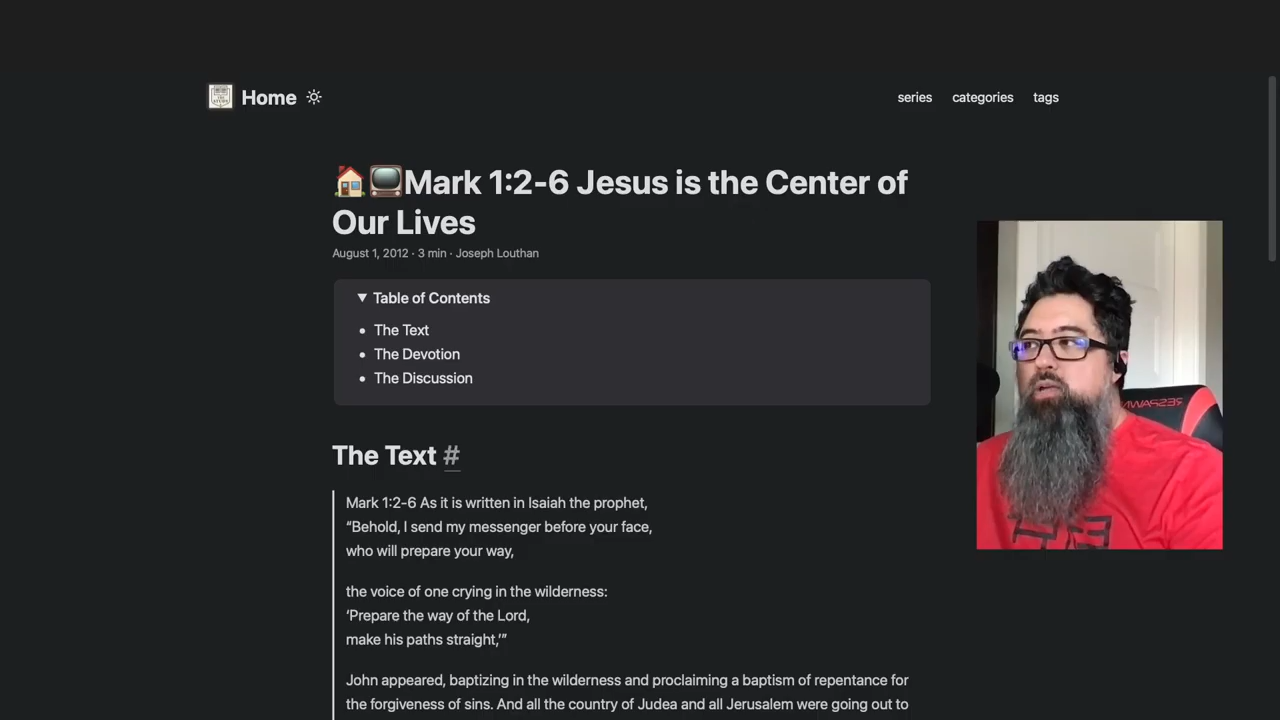 Home
series categories tags
Mark 1:2-6 Jesus is the Center of
Our Lives
August 1, 2012 · 3 min · Joseph Louthan
▼ Table of Contents
• The Text
• The Devotion
• The Discussion
The Text #
Mark 1:2-6 As it is written in Isaiah the prophet,
“Behold, I send my messenger before your face,
who will prepare your way,
the voice of one crying in the wilderness:
‘Prepare the way of the Lord,
make his paths straight,’”
John appeared, baptizing in the wilderness and proclaiming a baptism of repentance for
the forgiveness of sins. And all the country of Judea and all Jerusalem were going out to
RESPAWN